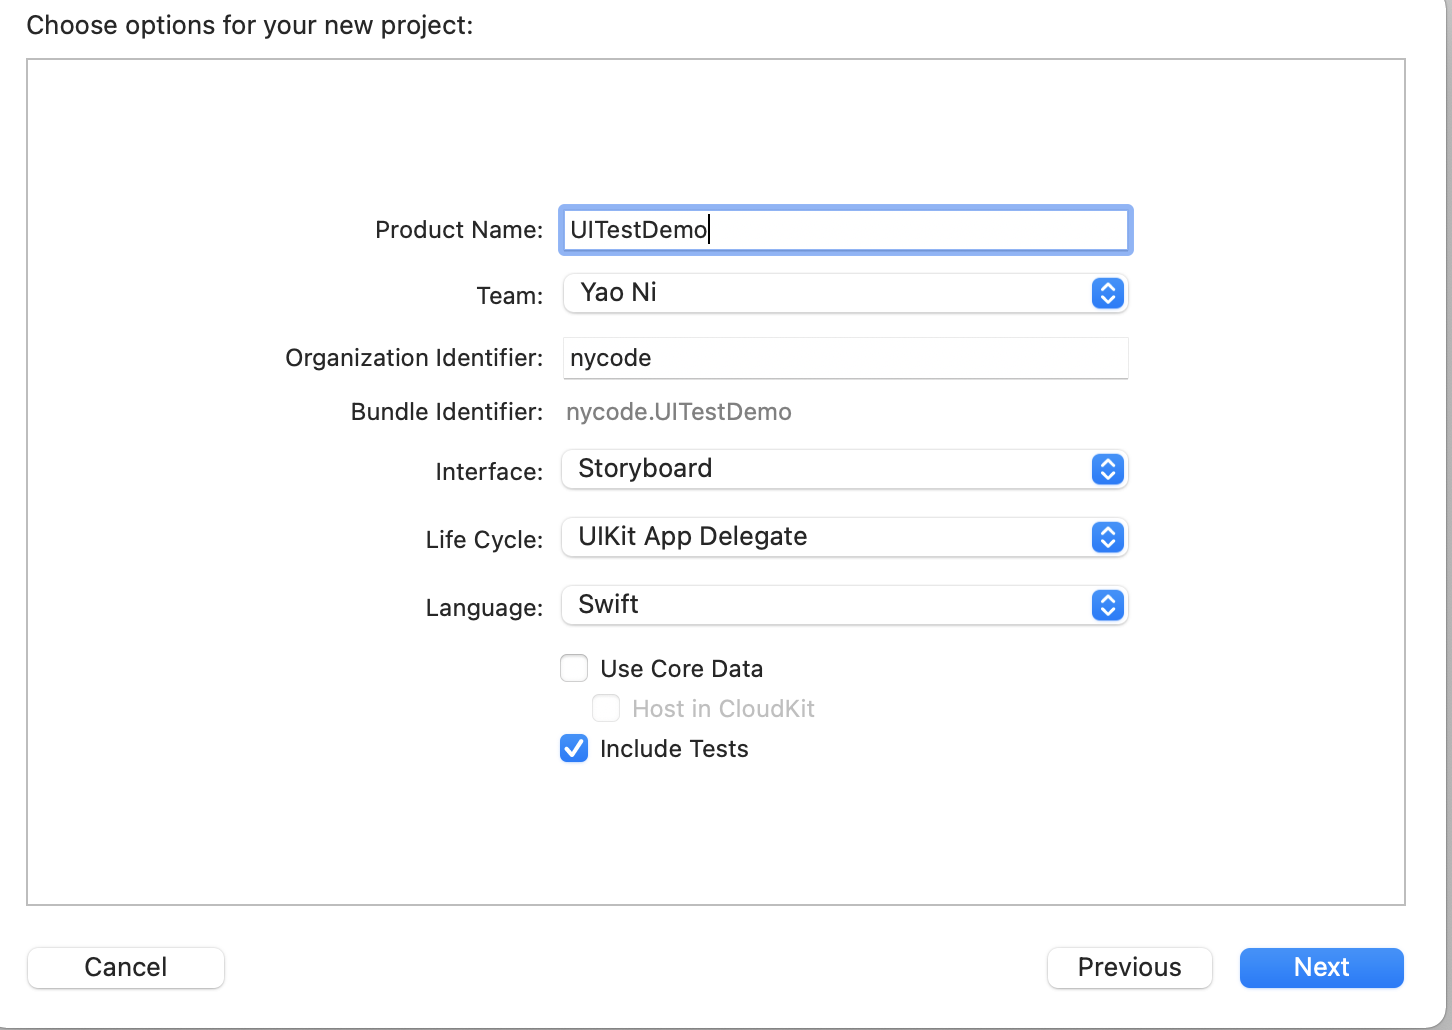 Choose options for your new project:
Product Name: UITestDemo
Team: Yao Ni
Organization Identifier: nycode
Bundle Identifier: nycode.UITestDemo
Interface: Storyboard
Life Cycle: UIKit App Delegate
Language: Swift
Use Core Data
Host in CloudKit
Include Tests
Cancel Previous Next